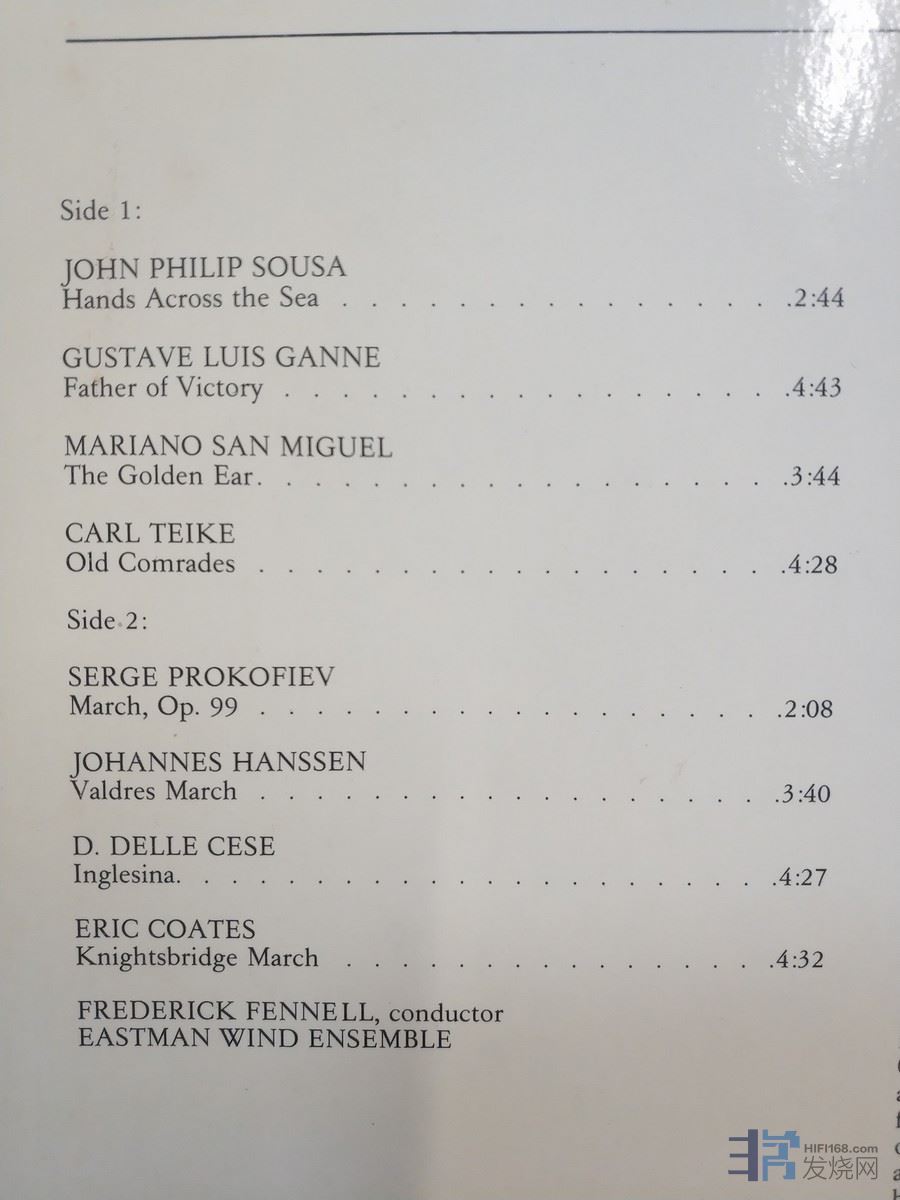 Side 1:
JOHN PHILIP SOUSA
Hands Across the Sea . . . . . . . . . . . . . . . .2:44
GUSTAVE LUIS GANNE
Father of Victory . . . . . . . . . . . . . . . . . .4:43
MARIANO SAN MIGUEL
The Golden Ear. . . . . . . . . . . . . . . . . . .3:44
CARL TEIKE
Old Comrades . . . . . . . . . . . . . . . . . . .4:28
Side 2:
SERGE PROKOFIEV
March, Op. 99 . . . . . . . . . . . . . . . . . . .2:08
JOHANNES HANSSEN
Valdres March . . . . . . . . . . . . . . . . . . .3:40
D. DELLE CESE
Inglesina. . . . . . . . . . . . . . . . . . . . . .4:27
ERIC COATES
Knightsbridge March . . . . . . . . . . . . . . . .4:32
FREDERICK FENNELL, conductor
EASTMAN WIND ENSEMBLE
HIFI168.com
发烧网